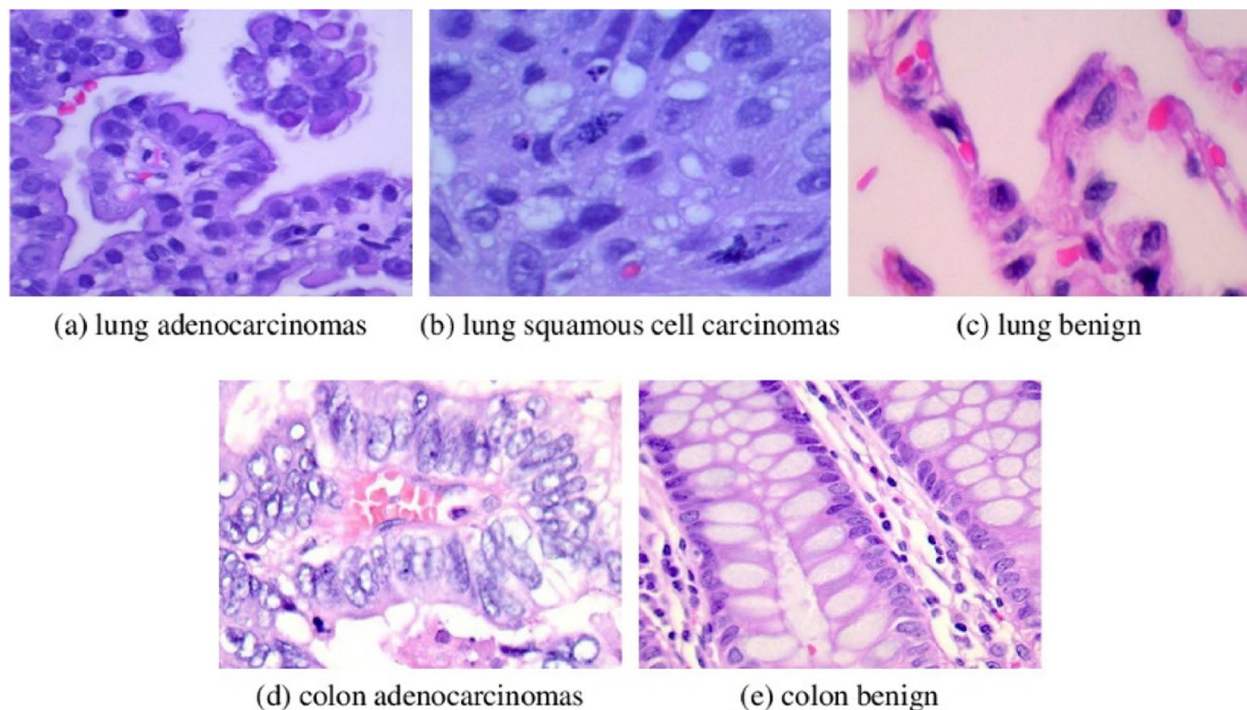 (a) lung adenocarcinomas
(b) lung squamous cell carcinomas
(c) lung benign
(d) colon adenocarcinomas
(e) colon benign